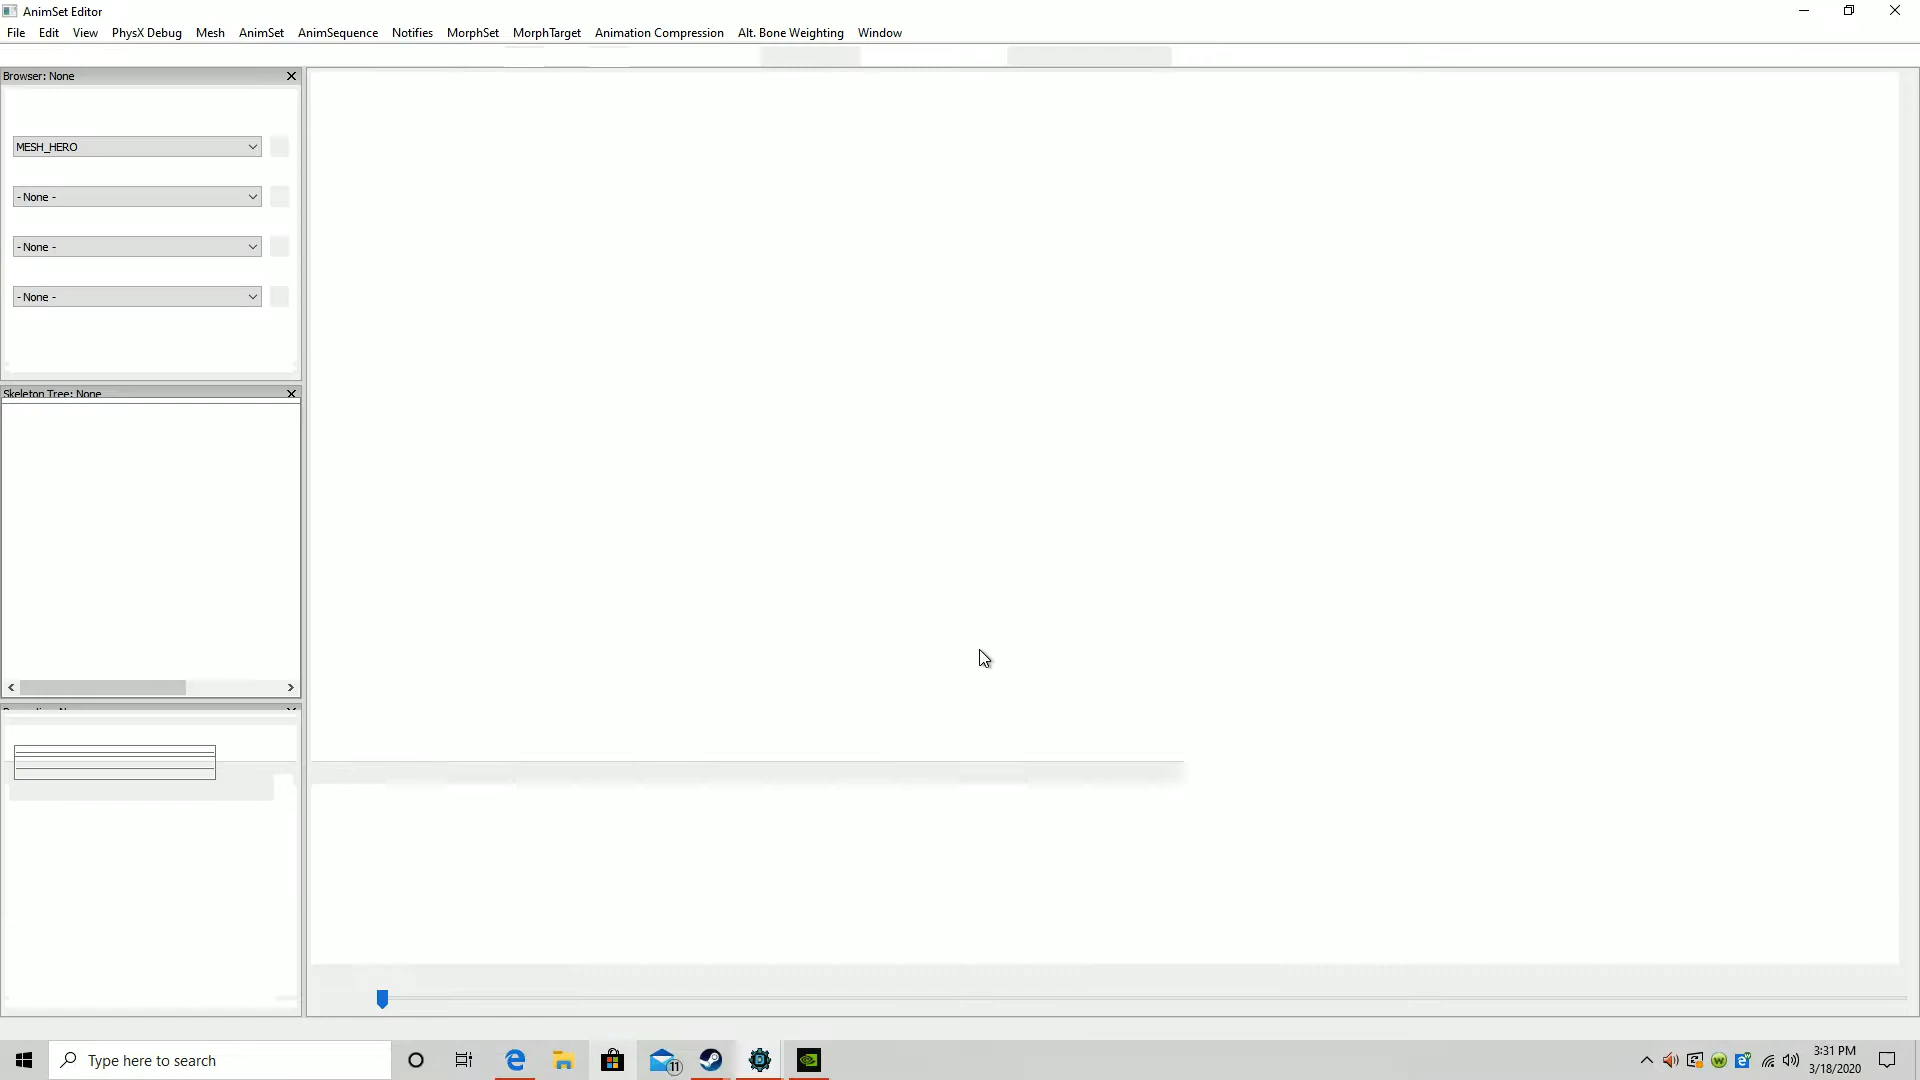 AnimSet Editor
File Edit View PhysX Debug Mesh AnimSet AnimSequence Notifies MorphSet MorphTarget Animation Compression Alt. Bone Weighting Window
Browser: None
MESH_HERO
- None -
- None -
- None -
Skeleton Tree: None
Type here to search
11
3:31 PM
3/18/2020